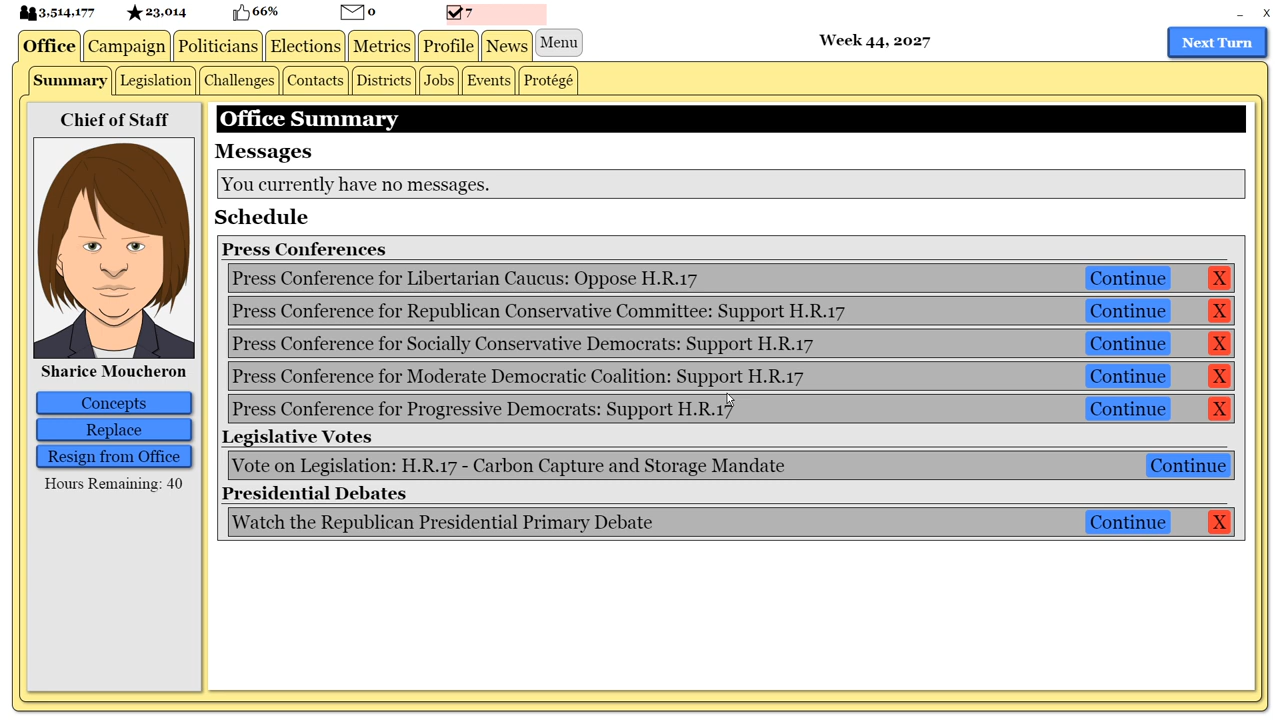 3,514,177 23,014 66% 0 7 _ X
Office Campaign Politicians Elections Metrics Profile News Menu Week 44, 2027 Next Turn
Summary Legislation Challenges Contacts Districts Jobs Events Protégé
Chief of Staff
Sharice Moucheron
Concepts
Replace
Resign from Office
Hours Remaining: 40
Office Summary
Messages
You currently have no messages.
Schedule
Press Conferences
Press Conference for Libertarian Caucus: Oppose H.R.17 Continue X
Press Conference for Republican Conservative Committee: Support H.R.17 Continue X
Press Conference for Socially Conservative Democrats: Support H.R.17 Continue X
Press Conference for Moderate Democratic Coalition: Support H.R.17 Continue X
Press Conference for Progressive Democrats: Support H.R.17 Continue X
Legislative Votes
Vote on Legislation: H.R.17 - Carbon Capture and Storage Mandate Continue
Presidential Debates
Watch the Republican Presidential Primary Debate Continue X